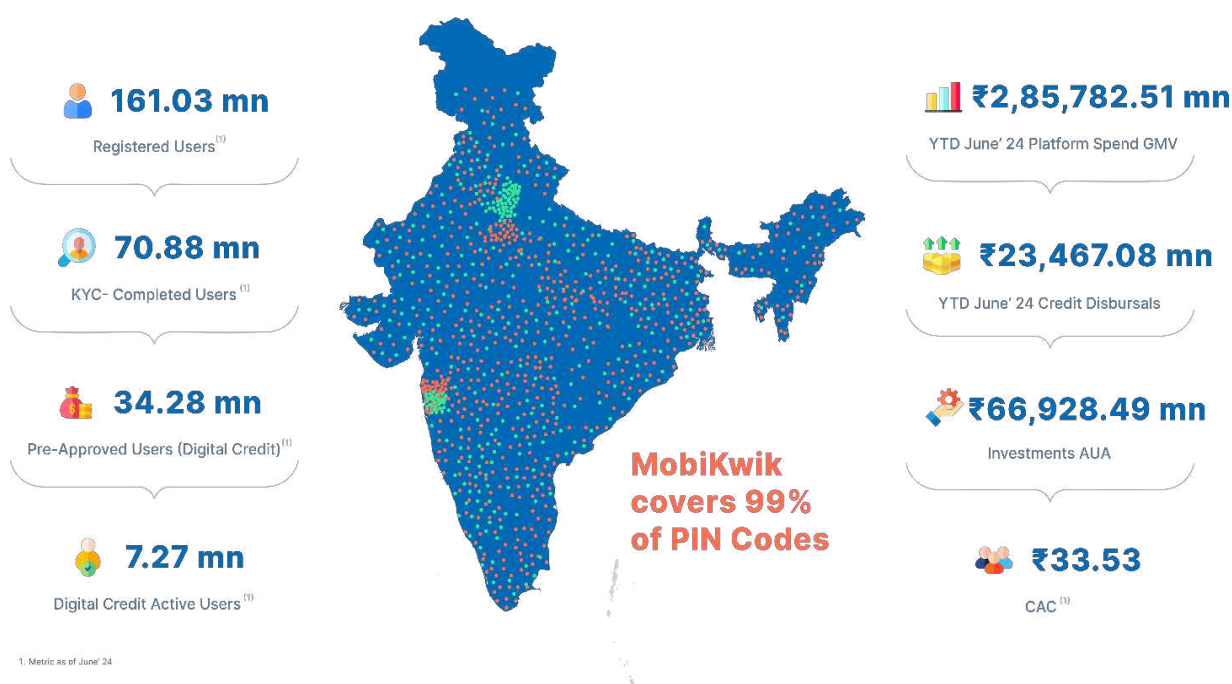 161.03 mn
Registered Users(1)
70.88 mn
KYC- Completed Users (1)
34.28 mn
Pre-Approved Users (Digital Credit)(1)
7.27 mn
Digital Credit Active Users(1)
1. Metric as of June' 24
MobiKwik
covers 99%
of PIN Codes
₹2,85,782.51 mn
YTD June' 24 Platform Spend GMV
₹23,467.08 mn
YTD June' 24 Credit Disbursals
₹66,928.49 mn
Investments AUA
₹33.53
CAC (1)